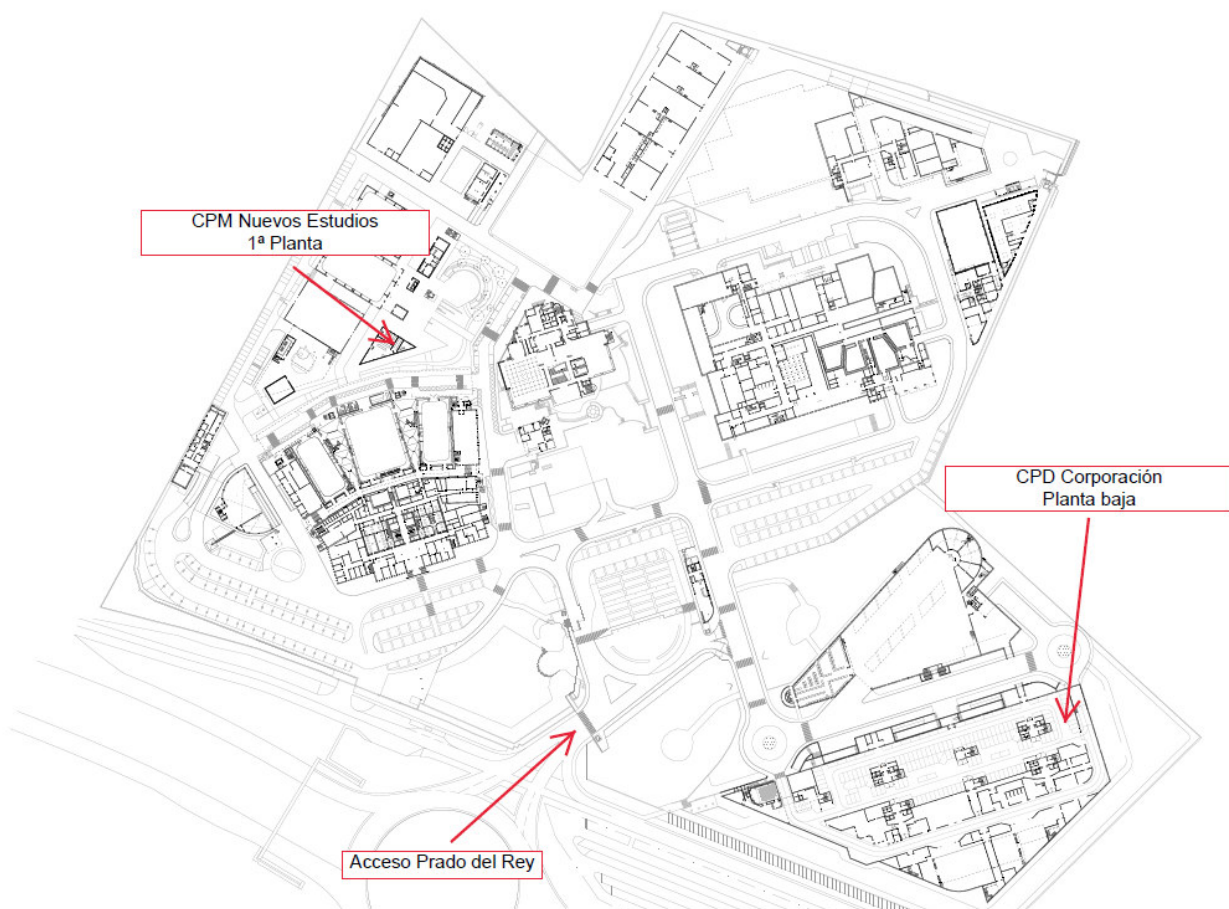 CPM Nuevos Estudios
1ª Planta
CPD Corporación
Planta baja
Acceso Prado del Rey